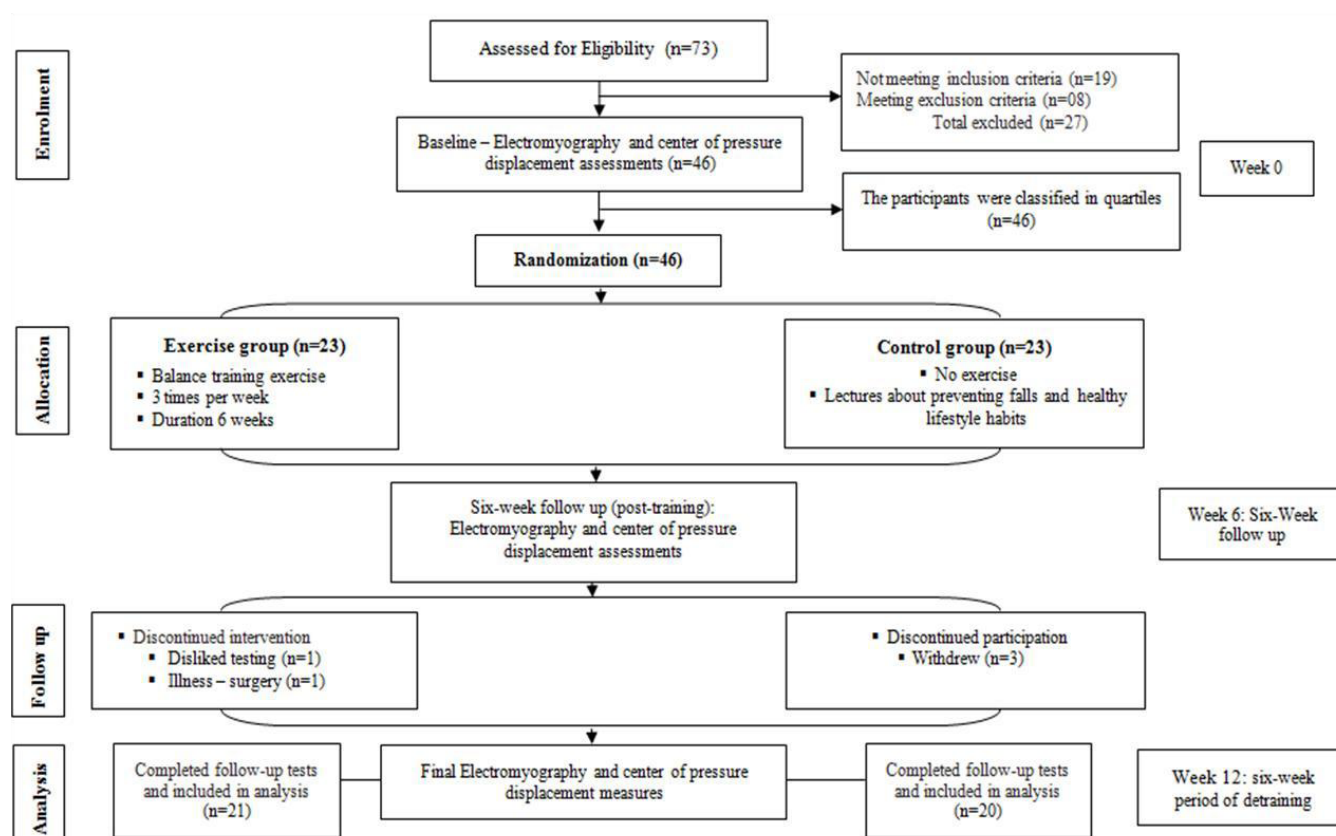 Enrolment
Assessed for Eligibility (n=73)
Not meeting inclusion criteria (n=19)
Meeting exclusion criteria (n=08)
Total excluded (n=27)
Baseline – Electromyography and center of pressure
displacement assessments (n=46)
Week 0
The participants were classified in quartiles
(n=46)
Randomization (n=46)
Allocation
Exercise group (n=23)
▪ Balance training exercise
▪ 3 times per week
▪ Duration 6 weeks
Control group (n=23)
▪ No exercise
▪ Lectures about preventing falls and healthy
lifestyle habits
Six-week follow up (post-training):
Electromyography and center of pressure
displacement assessments
Week 6: Six-Week
follow up
Follow up
▪ Discontinued intervention
▪ Disliked testing (n=1)
▪ Illness – surgery (n=1)
▪ Discontinued participation
▪ Withdrew (n=3)
Analysis
Completed follow-up tests
and included in analysis
(n=21)
Final Electromyography and center of pressure
displacement measures
Completed follow-up tests
and included in analysis
(n=20)
Week 12: six-week
period of detraining